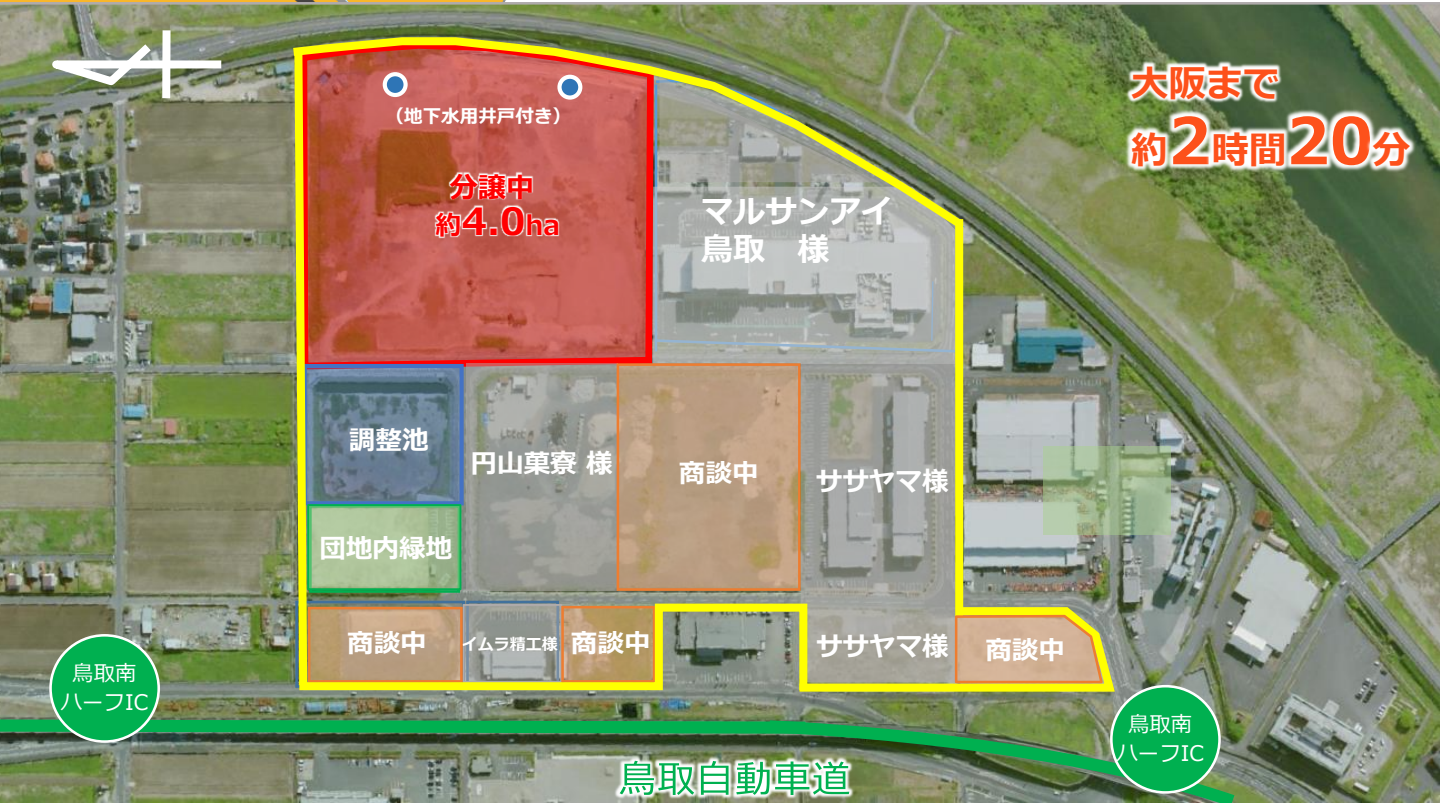 大阪まで
約2時間20分
（地下水用井戸付き）
分譲中
約4.0ha
マルサンアイ
鳥取　様
調整池
円山菓寮 様
商談中
ササヤマ様
団地内緑地
商談中
イムラ精工様
商談中
ササヤマ様
商談中
鳥取南
ハーフIC
鳥取南
ハーフIC
鳥取自動車道